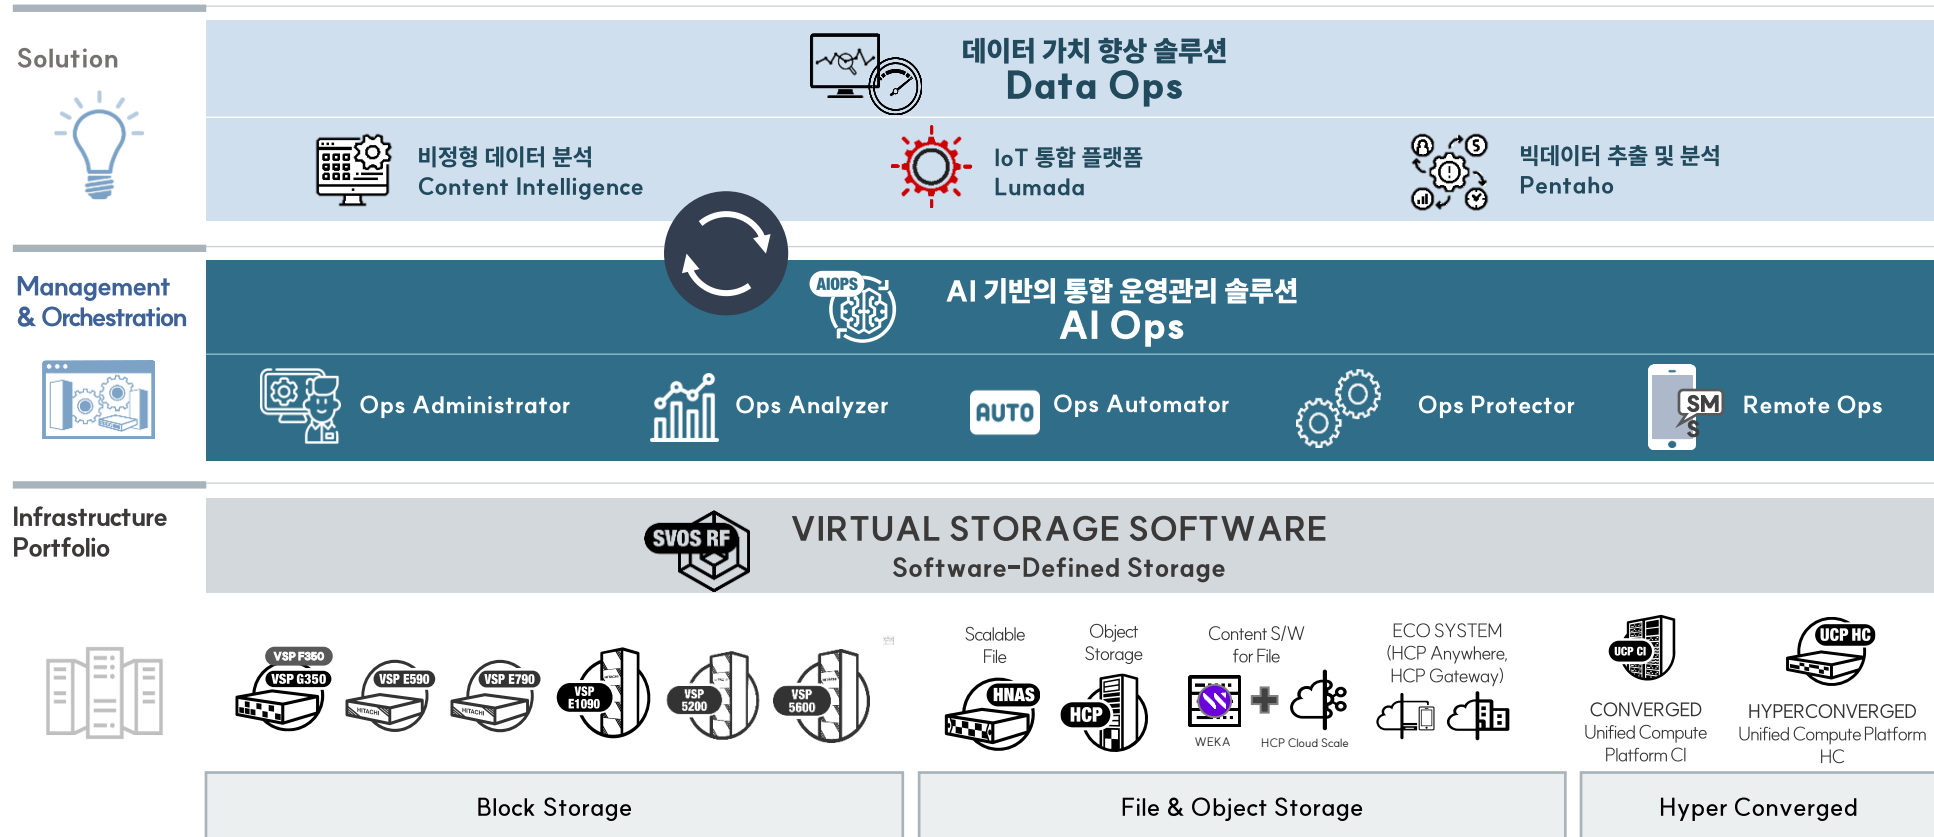 Solution
데이터 가치 향상 솔루션
Data Ops
비정형 데이터 분석
Content Intelligence
IoT 통합 플랫폼
Lumada
빅데이터 추출 및 분석
Pentaho
Management
& Orchestration
AIOPS
AI 기반의 통합 운영관리 솔루션
AI Ops
Ops Administrator
Ops Analyzer
AUTO
Ops Automator
Ops Protector
SM
S
Remote Ops
Infrastructure
Portfolio
SVOS RF
VIRTUAL STORAGE SOFTWARE
Software-Defined Storage
VSP F350
VSP G350
VSP E590
HITACHI
VSP E790
HITACHI
VSP
E1090
VSP
5200
VSP
5600
Scalable
File
HNAS
Object
Storage
HCP
Content S/W
for File
WEKA
HCP Cloud Scale
ECO SYSTEM
(HCP Anywhere,
HCP Gateway)
UCP CI
CONVERGED
Unified Compute
Platform CI
UCP HC
HYPERCONVERGED
Unified Compute Platform
HC
Block Storage
File & Object Storage
Hyper Converged